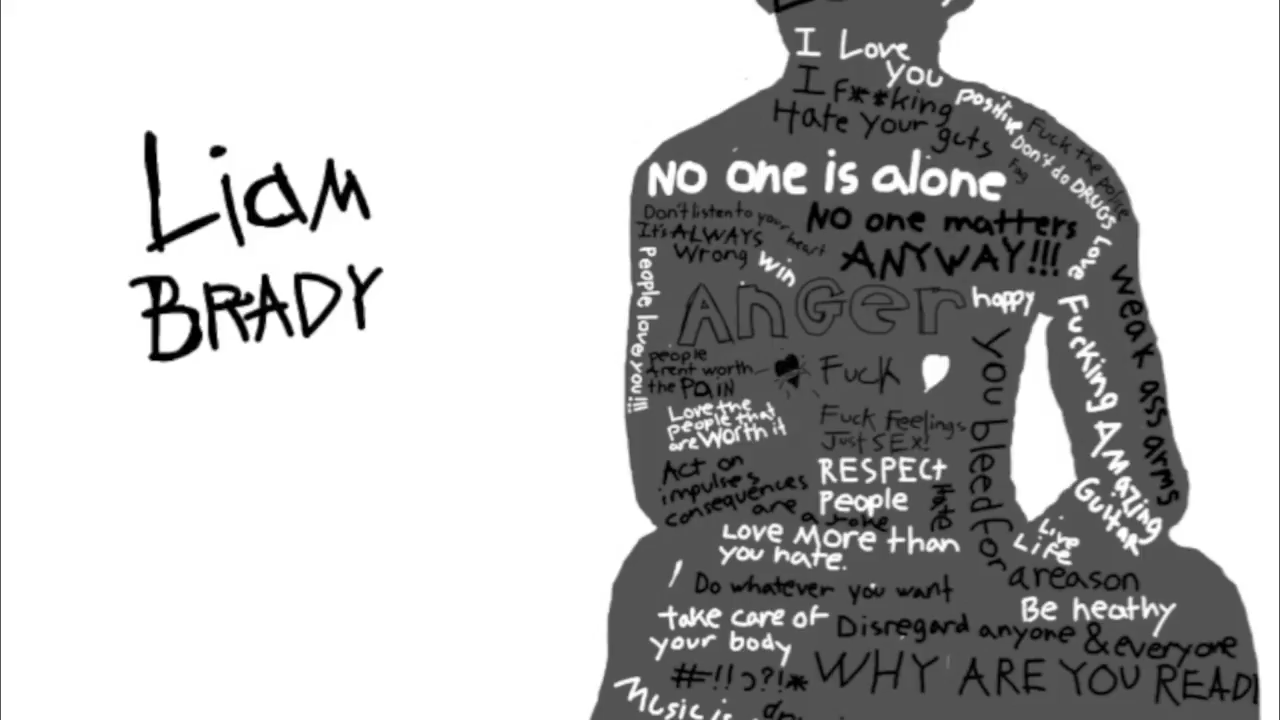 Liam
BRADY
I Love
you
I f**king
Hate your guts
positive
Fuck the police
Don't do DRUGS
Love
NO one is alone
Don't listen to your heart
It's ALWAYS
Wrong
NO one matters
ANYWAY!!!
win
People love you!!!
AnGer
happy
weak ass arms
Fucking AMAzing
Guitar
people
Arent worth
the PAIN
Fuck
you bleed for
a reason
Love the
people that
are Worth it
Fuck Feelings
Just SEX!
Act on
impulses
consequences
are a joke
RESPECt
People
Hate
Love More than
you hate.
Live
Life
Do whatever you want
Be heathy
take care of
your body
Disregard anyone & everyone
#!!?!*
WHY ARE YOU READI
Music is